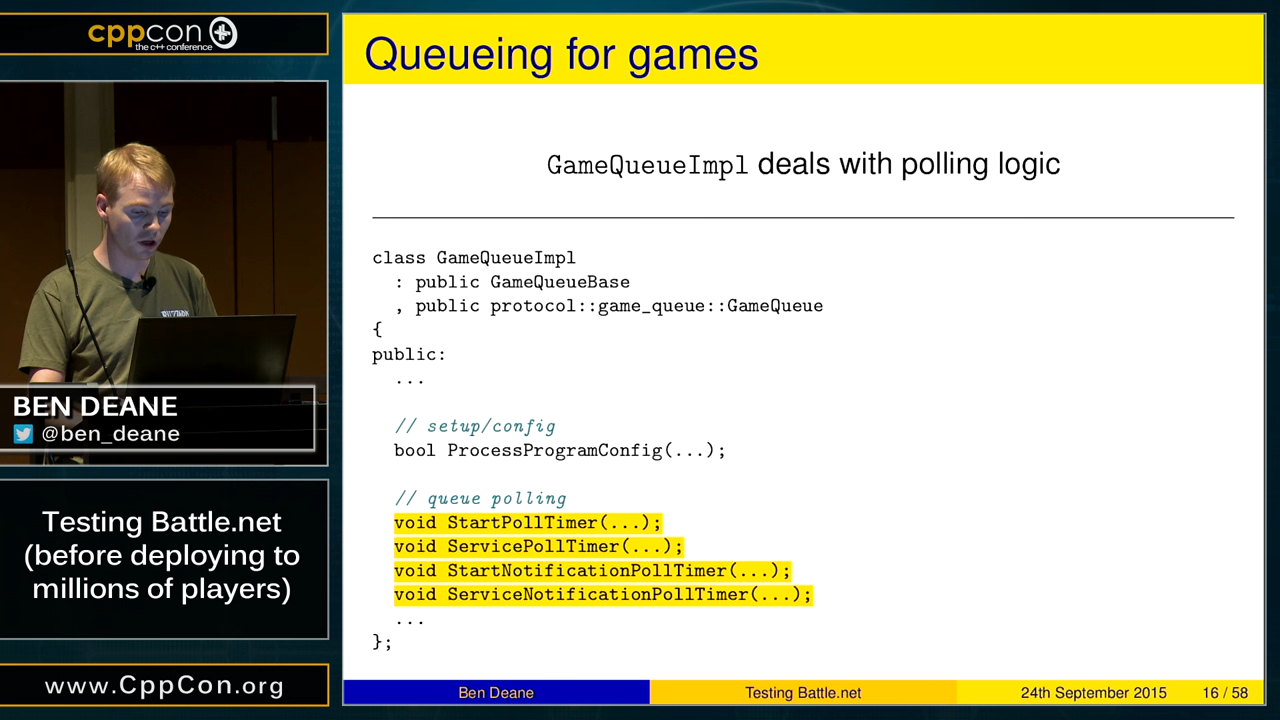 cppcon
the c++ conference
BEN DEANE
@ben_deane
Testing Battle.net
(before deploying to
millions of players)
www.CppCon.org
Queueing for games
GameQueueImpl deals with polling logic
class GameQueueImpl
: public GameQueueBase
, public protocol::game_queue::GameQueue
{
public:
...
// setup/config
bool ProcessProgramConfig(...);
// queue polling
void StartPollTimer(...);
void ServicePollTimer(...);
void StartNotificationPollTimer(...);
void ServiceNotificationPollTimer(...);
...
};
Ben Deane
Testing Battle.net
24th September 2015
16 / 58